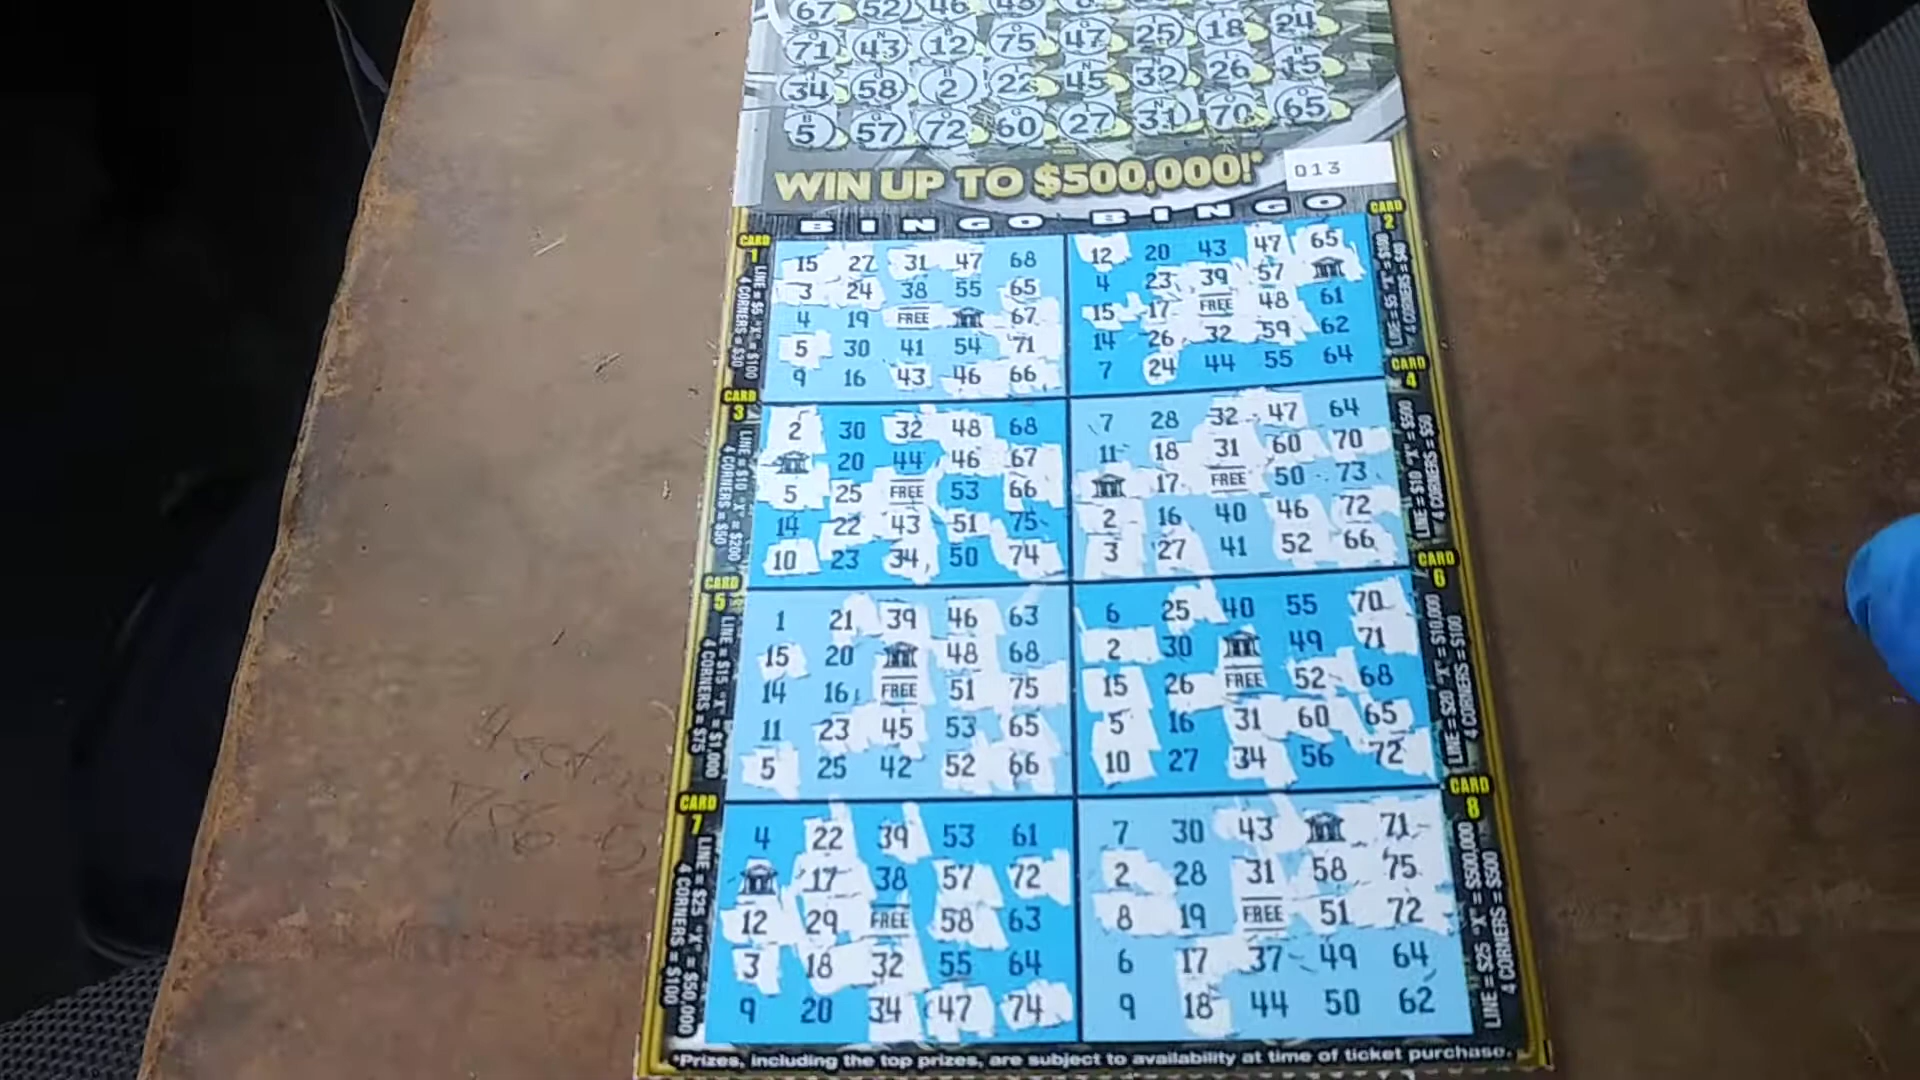 67 52 46
71 43 12 75 47 25 18 24
34 58 2 22 45 32 26 15
5 57 72 60 27 31 70 65
WIN UP TO $500,000!*
013
B I N G O B I N G O
CARD 1
LINE = $5 "X" = $100
4 CORNERS = $30
15 27 31 47 68
3 24 38 55 65
4 19 FREE 67
5 30 41 54 71
9 16 43 46 66
CARD 2
LINE = $5 "X" = $100
12 20 43 47 65
4 23 39 57
15 17 FREE 48 61
14 26 32 59 62
7 24 44 55 64
CARD 3
LINE = $10 "X" = $200
4 CORNERS = $50
2 30 32 48 68
20 44 46 67
5 25 FREE 53 66
14 22 43 51 75
10 23 34 50 74
CARD 4
LINE = $10 "X" = $500
4 CORNERS = $60
7 28 32 47 64
11 18 31 60 70
17 FREE 50 73
2 16 40 46 72
3 27 41 52 66
CARD 5
LINE = $15 "X" = $1,000
4 CORNERS = $75
1 21 39 46 63
15 20 48 68
14 16 FREE 51 75
11 23 45 53 65
5 25 42 52 66
CARD 6
LINE = $20 "X" = $10,000
4 CORNERS = $100
6 25 40 55 70
2 30 49 71
15 26 FREE 52 68
5 16 31 60 65
10 27 34 56 72
CARD 7
LINE = $25 "X" = $50,000
4 CORNERS = $100
4 22 39 53 61
17 38 57 72
12 29 FREE 58 63
3 18 32 55 64
9 20 34 47 74
CARD 8
LINE = $25 "X" = $500,000
4 CORNERS = $500
7 30 43 71
2 28 31 58 75
8 19 FREE 51 72
6 17 37 49 64
9 18 44 50 62
*Prizes, including the top prizes, are subject to availability at time of ticket purchase.